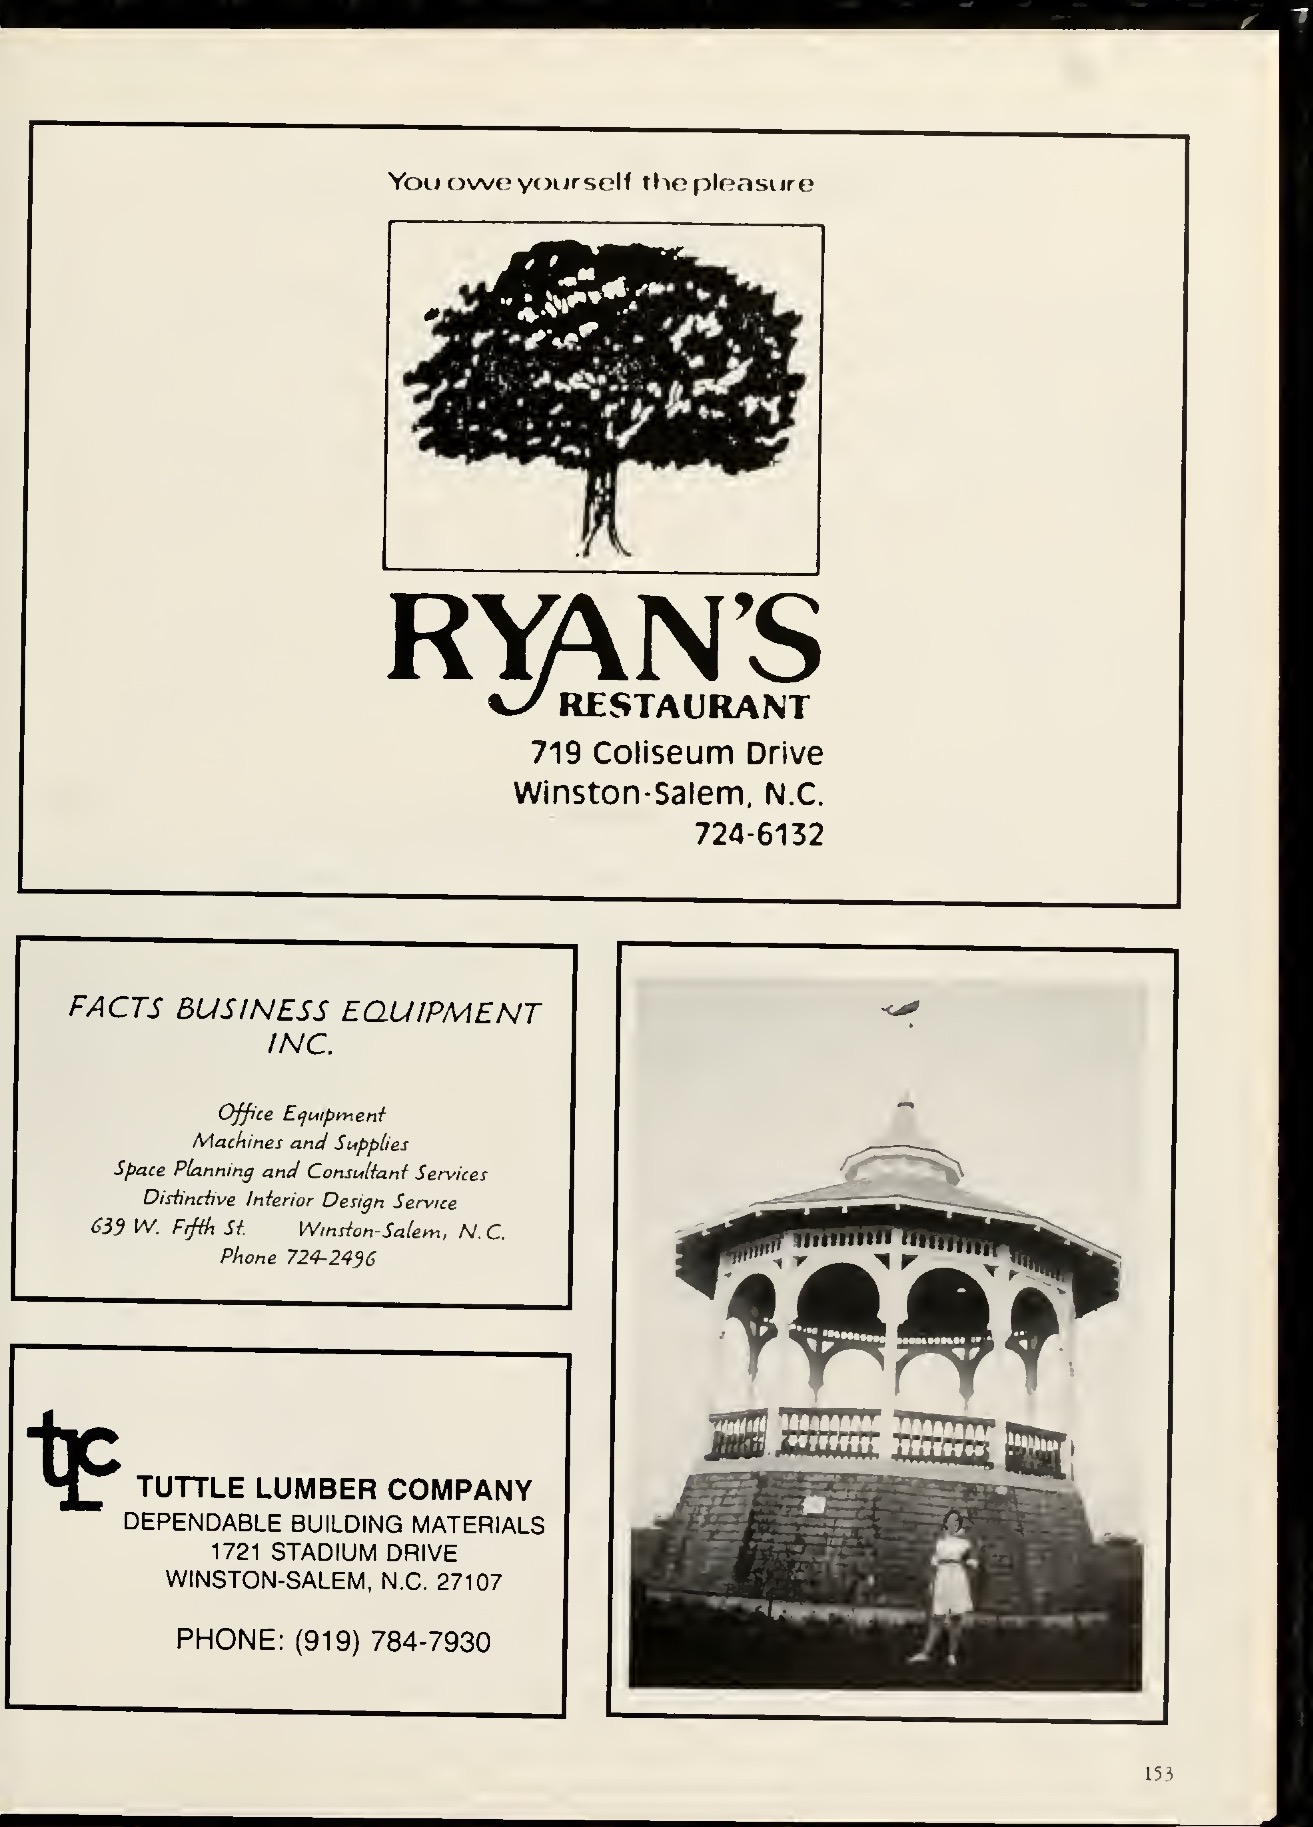 You owe yourself the pleasure
RYAN'S
RESTAURANT
719 Coliseum Drive
Winston-Salem, N.C.
724-6132
FACTS BUSINESS EQUIPMENT
INC.
Office Equipment
Machines and Supplies
Space Planning and Consultant Services
Distinctive Interior Design Service
639 W. Fifth St. Winston-Salem, N.C.
Phone 724-2496
tlc
TUTTLE LUMBER COMPANY
DEPENDABLE BUILDING MATERIALS
1721 STADIUM DRIVE
WINSTON-SALEM, N.C. 27107
PHONE: (919) 784-7930
153